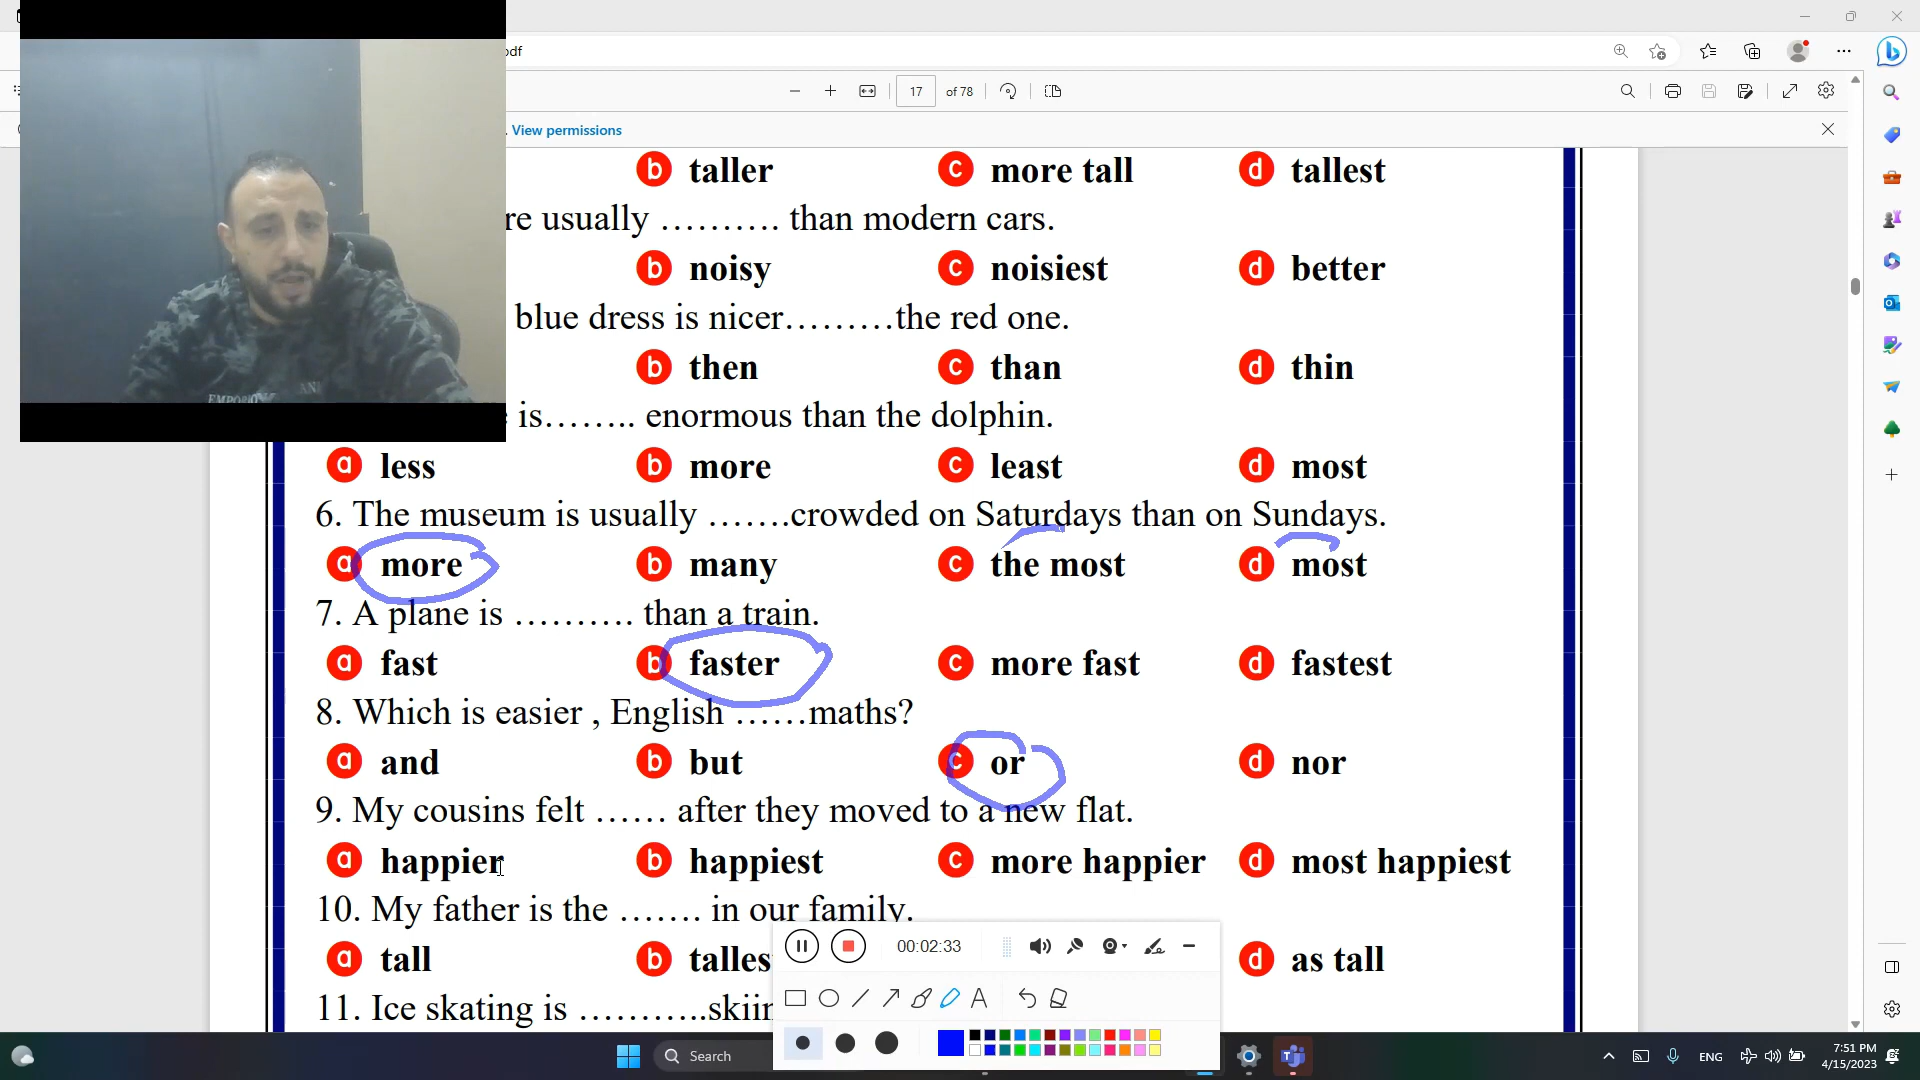 pdf
17 of 78
. View permissions
b taller c more tall d tallest
re usually ………. than modern cars.
b noisy c noisiest d better
blue dress is nicer………the red one.
b then c than d thin
is…….. enormous than the dolphin.
a less b more c least d most
6. The museum is usually …….crowded on Saturdays than on Sundays.
a more b many c the most d most
7. A plane is ………. than a train.
a fast b faster c more fast d fastest
8. Which is easier , English ……maths?
a and b but c or d nor
9. My cousins felt …… after they moved to a new flat.
a happier b happiest c more happier d most happiest
10. My father is the ……. in our family.
a tall b talles d as tall
11. Ice skating is ………..skiin
00:02:33
A
Search
ENG
7:51 PM
4/15/2023